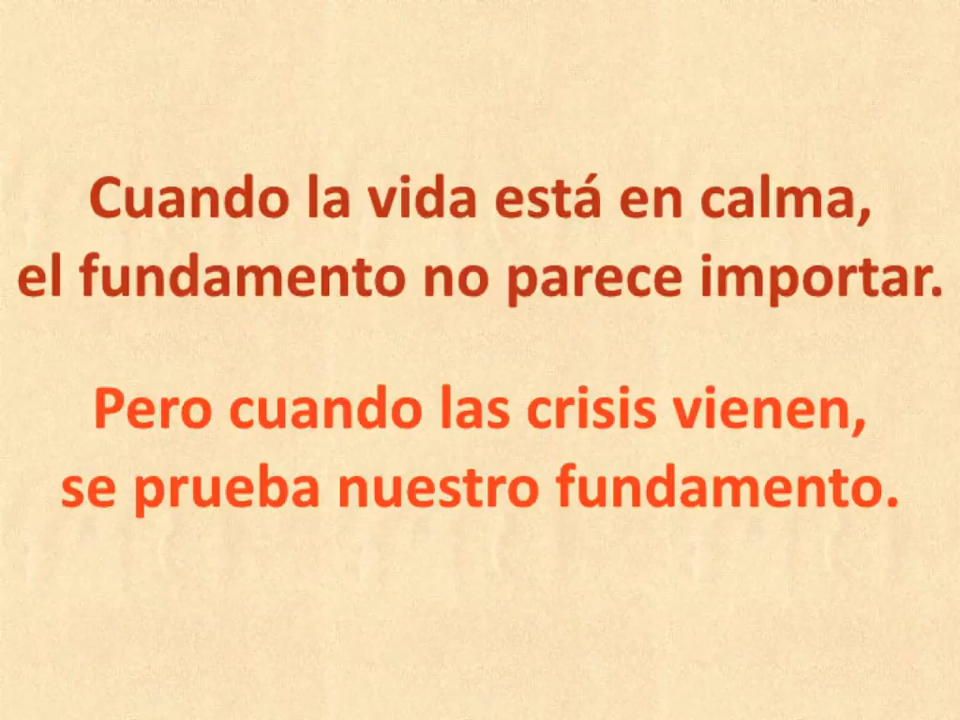 Cuando la vida está en calma,
el fundamento no parece importar.
Pero cuando las crisis vienen,
se prueba nuestro fundamento.